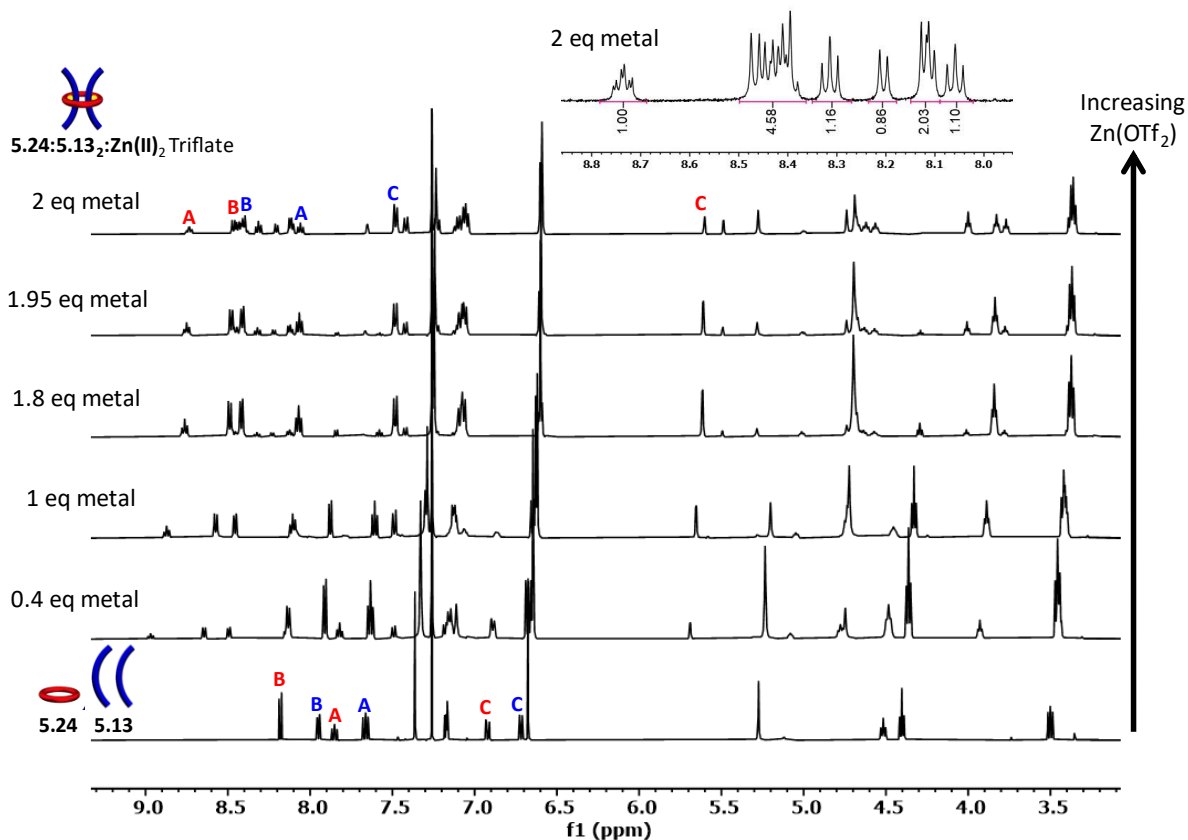 2 eq metal
1.00
4.58
1.16
0.86
2.03
1.10
8.8 8.7 8.6 8.5 8.4 8.3 8.2 8.1 8.0
Increasing
Zn(OTf2)
5.24:5.132:Zn(II)2 Triflate
2 eq metal
A B B A C C
1.95 eq metal
1.8 eq metal
1 eq metal
0.4 eq metal
B B A A C C
5.24 5.13
9.0 8.5 8.0 7.5 7.0 6.5 6.0 5.5 5.0 4.5 4.0 3.5
f1 (ppm)